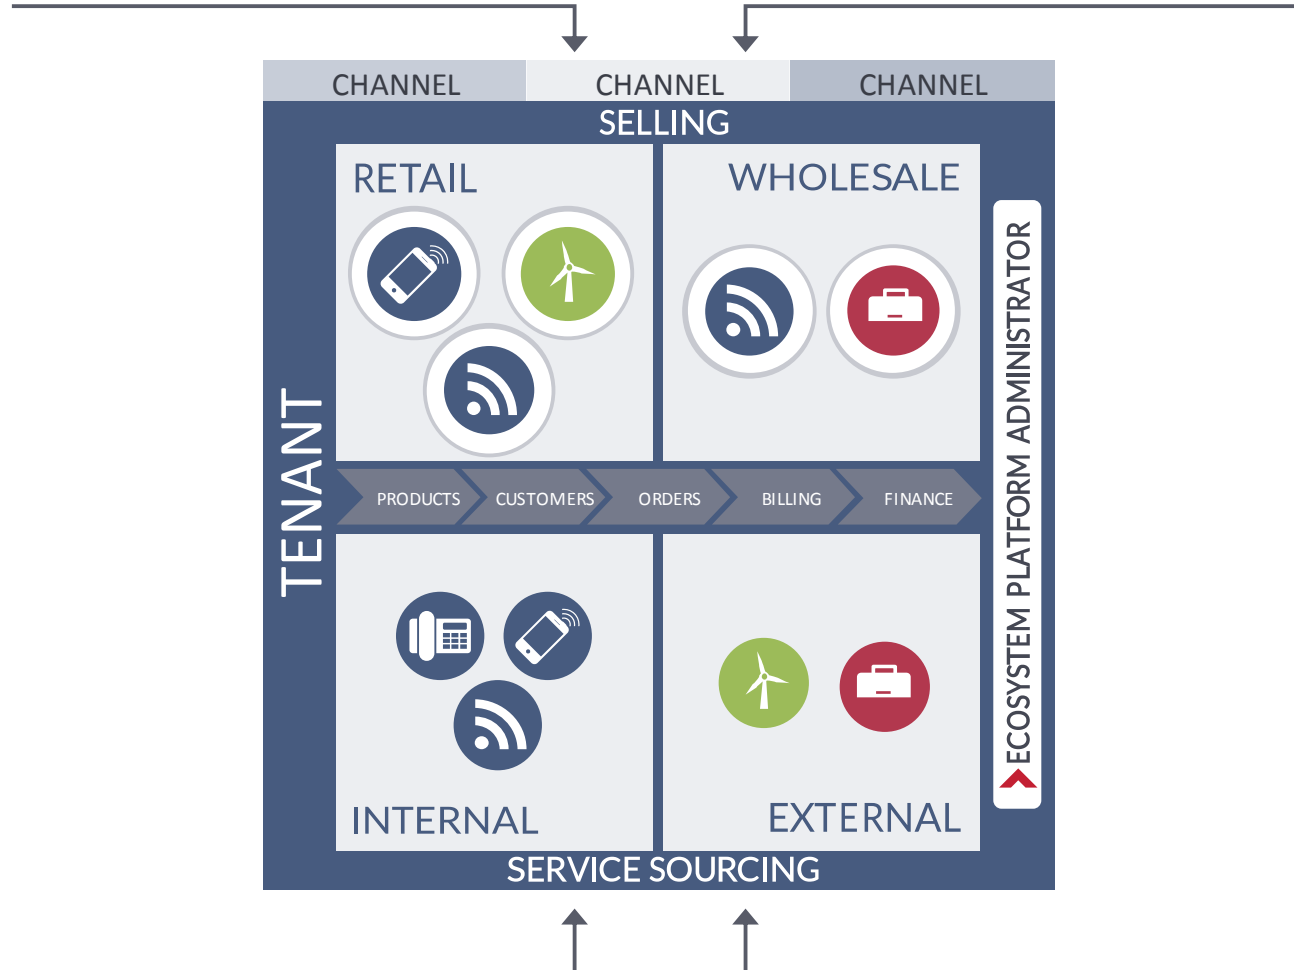 CHANNEL CHANNEL CHANNEL
SELLING
RETAIL
WHOLESALE
TENANT
ECOSYSTEM PLATFORM ADMINISTRATOR
PRODUCTS CUSTOMERS ORDERS BILLING FINANCE
INTERNAL
EXTERNAL
SERVICE SOURCING